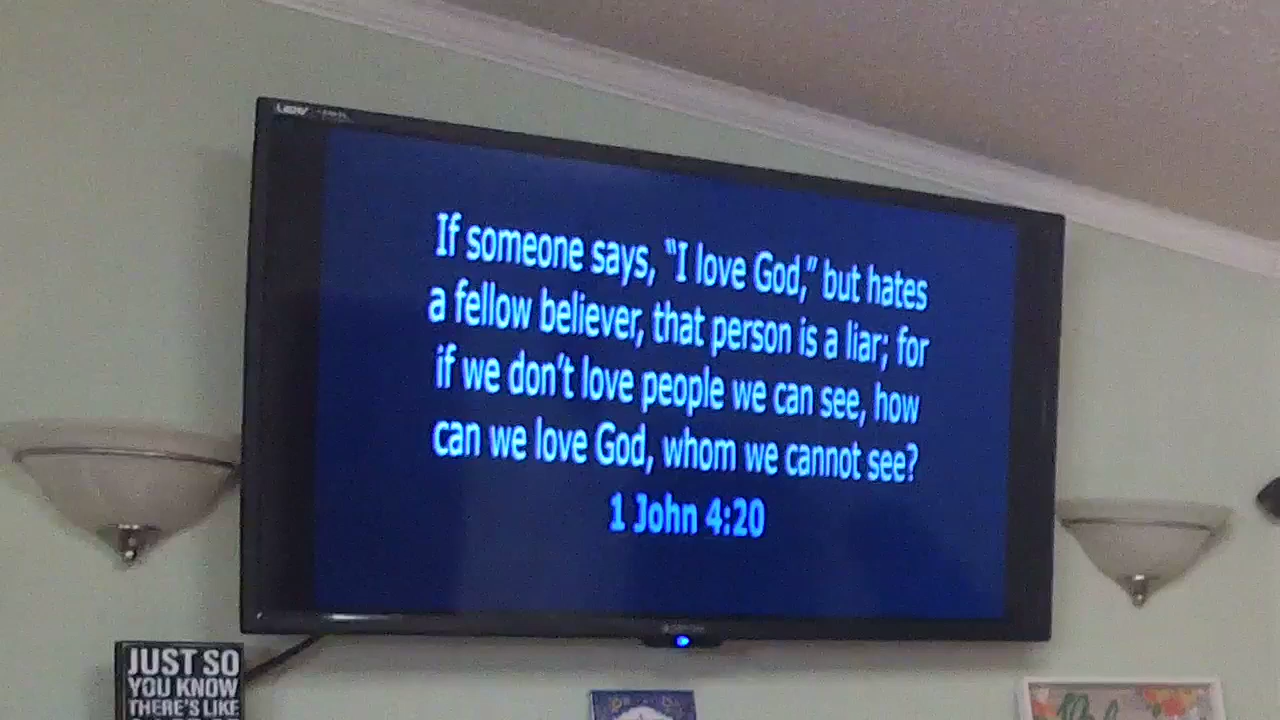 If someone says, “I love God,” but hates
a fellow believer, that person is a liar; for
if we don’t love people we can see, how
can we love God, whom we cannot see?
1 John 4:20
JUST SO
YOU KNOW
THERE'S LIKE